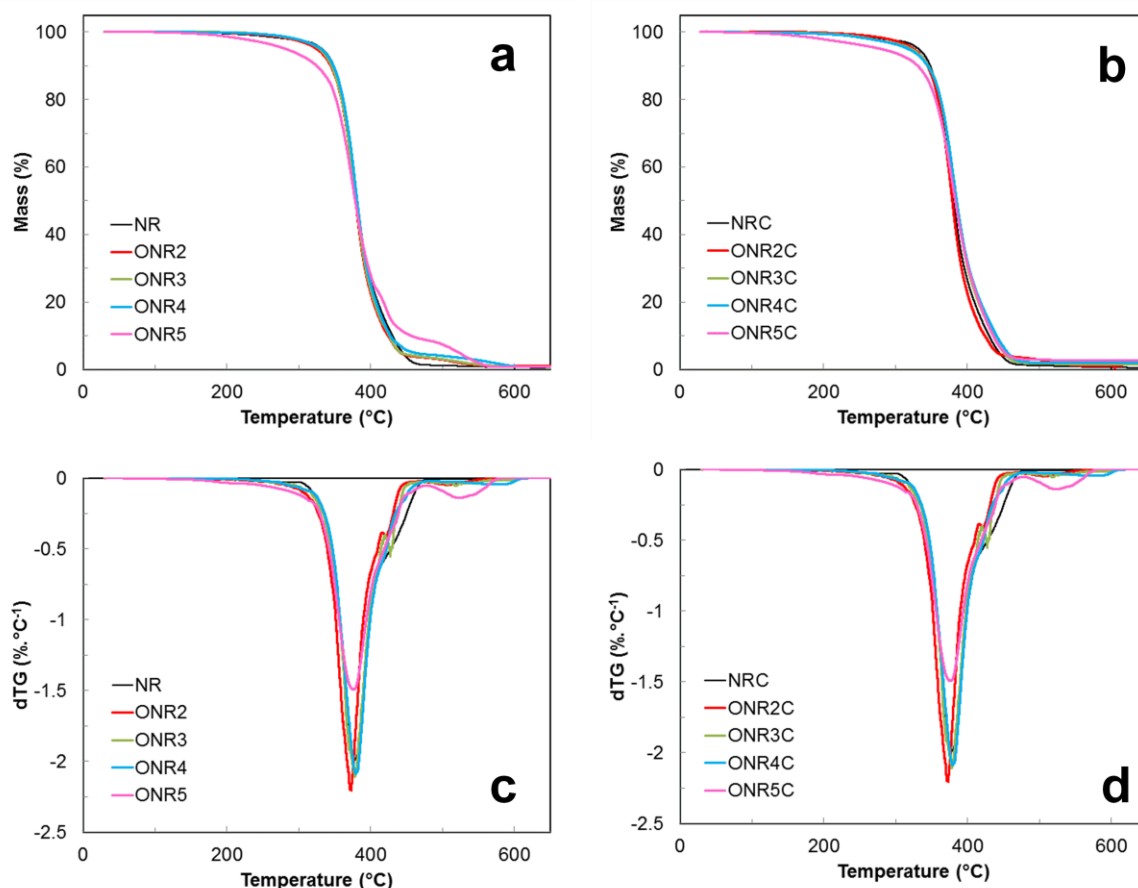 a
100
80
60
40
20
0
Mass (%)
NR
ONR2
ONR3
ONR4
ONR5
0
200
400
600
Temperature (°C)
b
100
80
60
40
20
0
Mass (%)
NRC
ONR2C
ONR3C
ONR4C
ONR5C
0
200
400
600
Temperature (°C)
c
0
-0.5
-1
-1.5
-2
-2.5
dTG (%.°C-1)
NR
ONR2
ONR3
ONR4
ONR5
0
200
400
600
Temperature (°C)
d
0
-0.5
-1
-1.5
-2
-2.5
dTG (%.°C-1)
NRC
ONR2C
ONR3C
ONR4C
ONR5C
0
200
400
600
Temperature (°C)